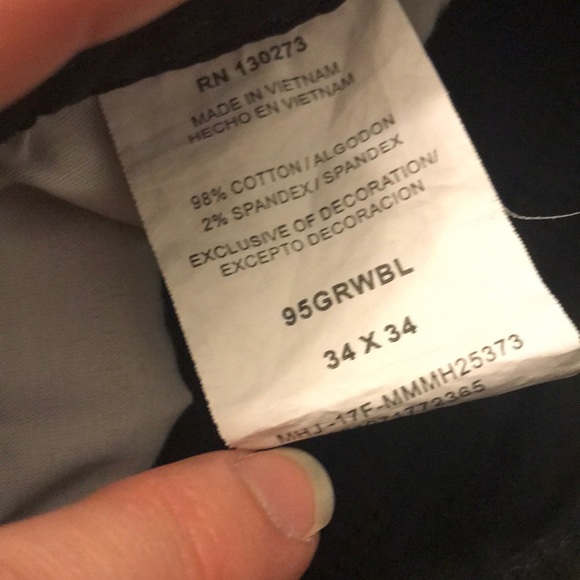 RN 130273
MADE IN VIETNAM
HECHO EN VIETNAM
98% COTTON / ALGODON
2% SPANDEX / SPANDEX
EXCLUSIVE OF DECORATION/
EXCEPTO DECORACION
95GRWBL
34 X 34
MHJ-17F-MMMH25373